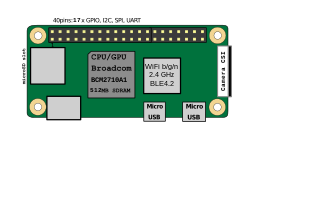 40pins:17x GPIO, I2C, SPI, UART
microSD slot
CPU/GPU
Broadcom
BCM2710A1
512MB SDRAM
WiFi b/g/n
2.4 GHz
BLE4.2
Camera CSI
Micro
USB
Micro
USB